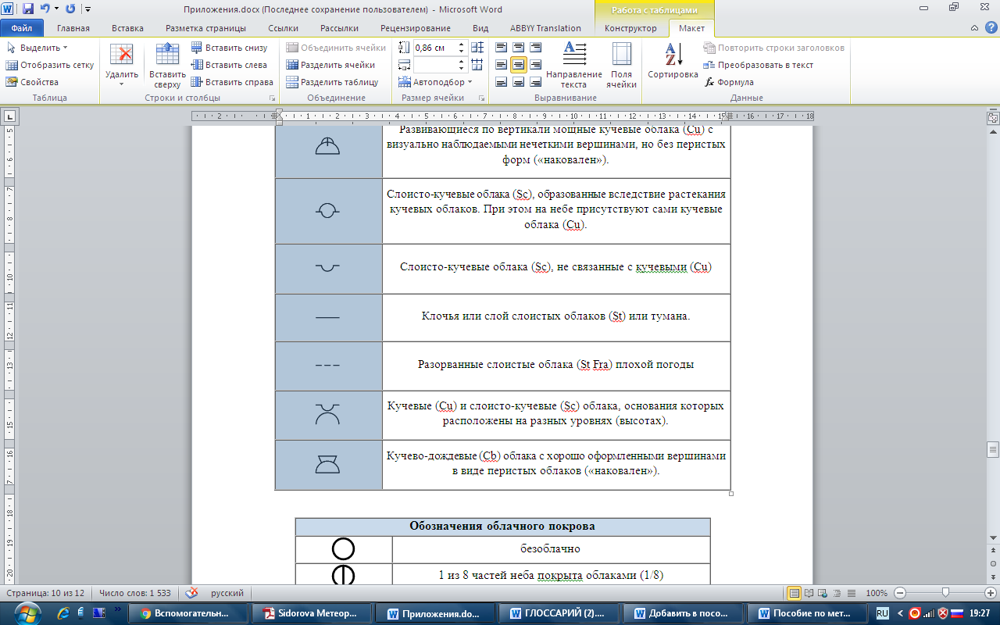 Приложения.docx (Последнее сохранение пользователем) - Microsoft Word
Работа с таблицами
Файл Главная Вставка Разметка страницы Ссылки Рассылки Рецензирование Вид ABBYY Translation Конструктор Макет
Выделить
Отобразить сетку
Свойства
Таблица
Удалить
Вставить сверху
Вставить снизу
Вставить слева
Вставить справа
Строки и столбцы
Объединить ячейки
Разделить ячейки
Разделить таблицу
Объединение
0,86 см
Автоподбор
Размер ячейки
Направление текста
Поля ячейки
Выравнивание
Сортировка
Повторить строки заголовков
Преобразовать в текст
Формула
Данные
Развивающиеся по вертикали мощные кучевые облака (Cu) с
визуально наблюдаемыми нечеткими вершинами, но без перистых
форм («наковален»).
Слоисто-кучевые облака (Sc), образованные вследствие растекания
кучевых облаков. При этом на небе присутствуют сами кучевые
облака (Cu).
Слоисто-кучевые облака (Sc), не связанные с кучевыми (Cu)
Клочья или слой слоистых облаков (St) или тумана.
Разорванные слоистые облака (St Fra) плохой погоды
Кучевые (Cu) и слоисто-кучевые (Sc) облака, основания которых
расположены на разных уровнях (высотах).
Кучево-дождевые (Cb) облака с хорошо оформленными вершинами
в виде перистых облаков («наковален»).
Обозначения облачного покрова
безоблачно
1 из 8 частей неба покрыта облаками (1/8)
Страница: 10 из 12 Число слов: 1 533 русский 100%
Вспомогательн... Sidorova Метеор... Приложения.do... ГЛОССАРИЙ (2).... Добавить в посо... Пособие по мет... RU 19:27